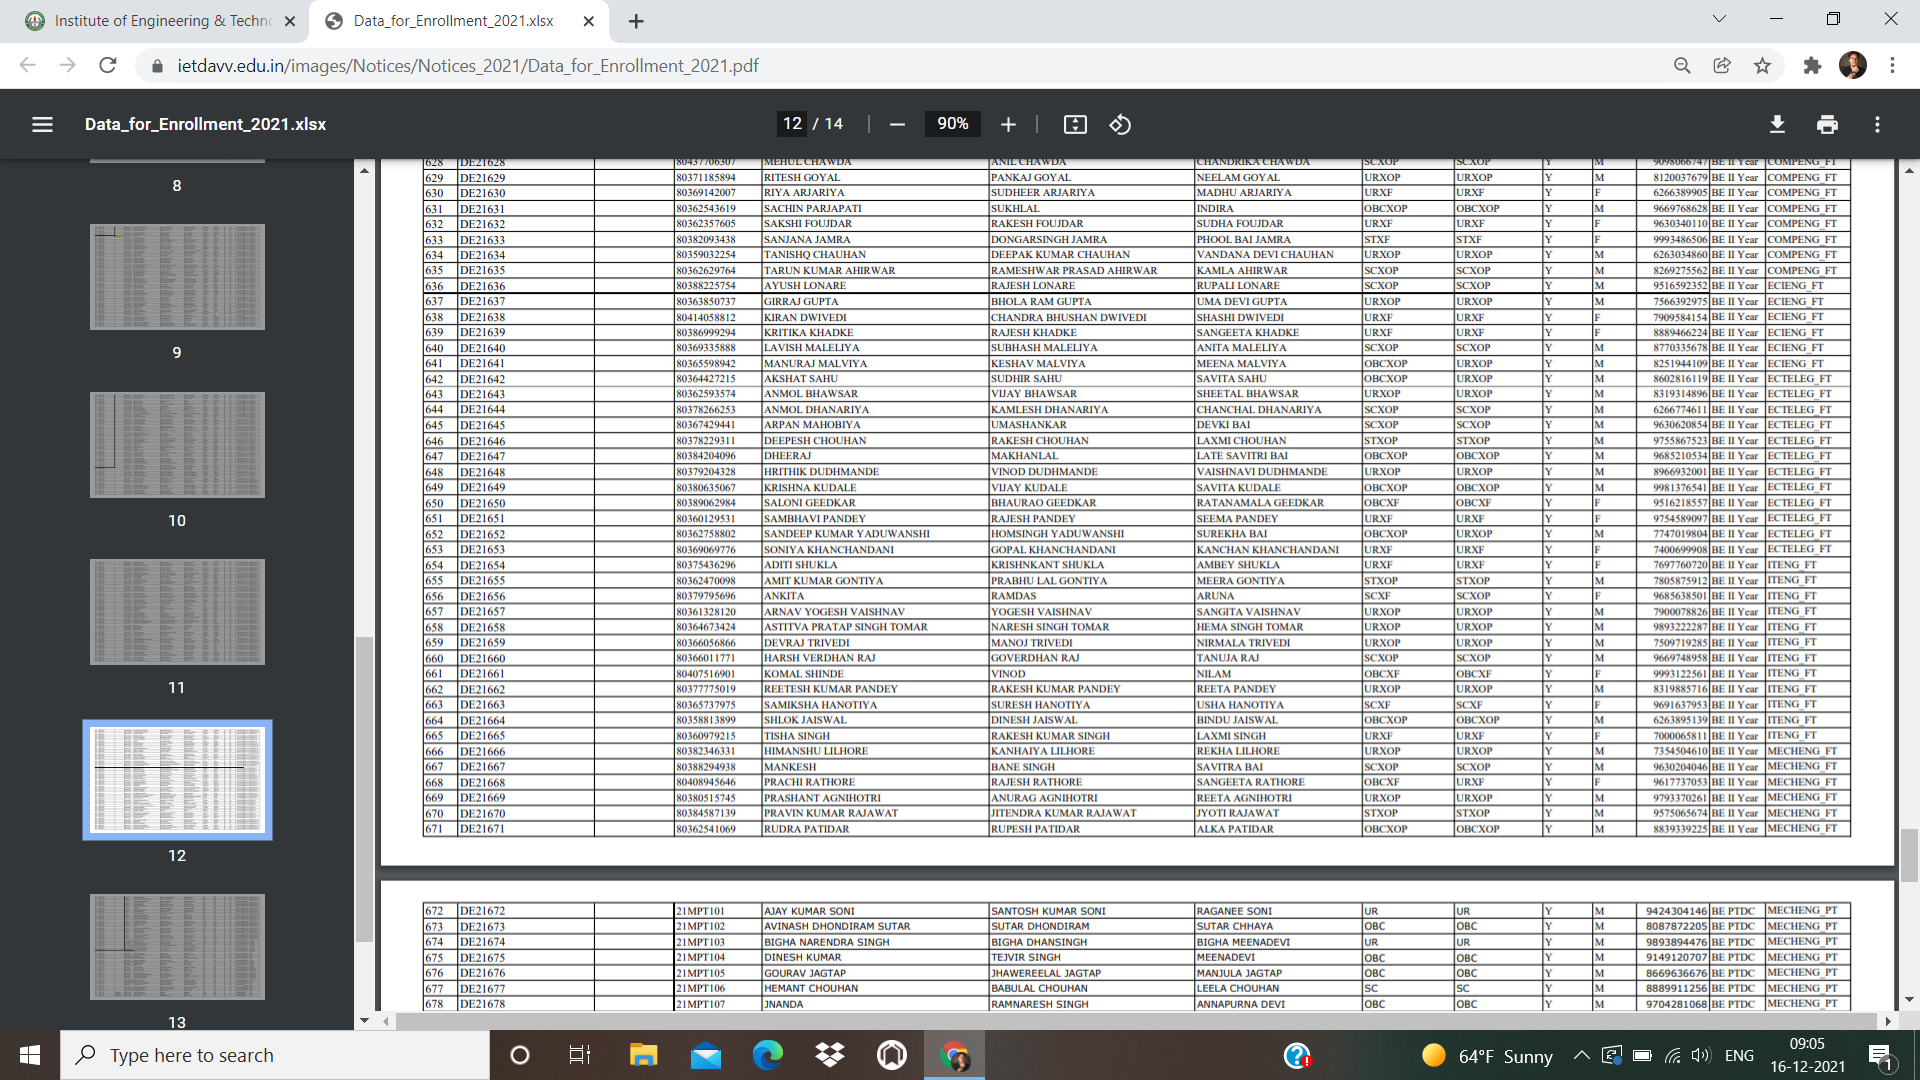 Institute of Engineering & Techno
Data_for_Enrollment_2021.xlsx
ietdavv.edu.in/images/Notices/Notices_2021/Data_for_Enrollment_2021.pdf
Data_for_Enrollment_2021.xlsx
12 / 14
90%
8
9
10
11
12
13
628 DE21628 80437706307 MEHUL CHAWDA ANIL CHAWDA CHANDRIKA CHAWDA SCXOP SCXOP Y M 9098066747 BE II Year COMPENG_FT
629 DE21629 80371185894 RITESH GOYAL PANKAJ GOYAL NEELAM GOYAL URXOP URXOP Y M 8120037679 BE II Year COMPENG_FT
630 DE21630 80369142007 RIYA ARJARIYA SUDHEER ARJARIYA MADHU ARJARIYA URXF URXF Y F 6266389905 BE II Year COMPENG_FT
631 DE21631 80362543619 SACHIN PARJAPATI SUKHLAL INDIRA OBCXOP OBCXOP Y M 9669768628 BE II Year COMPENG_FT
632 DE21632 80362357605 SAKSHI FOUJDAR RAKESH FOUJDAR SUDHA FOUJDAR URXF URXF Y F 9630340110 BE II Year COMPENG_FT
633 DE21633 80382093438 SANJANA JAMRA DONGARSINGH JAMRA PHOOL BAI JAMRA STXF STXF Y F 9993486506 BE II Year COMPENG_FT
634 DE21634 80359032254 TANISHQ CHAUHAN DEEPAK KUMAR CHAUHAN VANDANA DEVI CHAUHAN URXOP URXOP Y M 6263034860 BE II Year COMPENG_FT
635 DE21635 80362629764 TARUN KUMAR AHIRWAR RAMESHWAR PRASAD AHIRWAR KAMLA AHIRWAR SCXOP SCXOP Y M 8269275562 BE II Year COMPENG_FT
636 DE21636 80388225754 AYUSH LONARE RAJESH LONARE RUPALI LONARE SCXOP SCXOP Y M 9516592352 BE II Year ECIENG_FT
637 DE21637 80363850737 GIRRAJ GUPTA BHOLA RAM GUPTA UMA DEVI GUPTA URXOP URXOP Y M 7566392975 BE II Year ECIENG_FT
638 DE21638 80414058812 KIRAN DWIVEDI CHANDRA BHUSHAN DWIVEDI SHASHI DWIVEDI URXF URXF Y F 7909584154 BE II Year ECIENG_FT
639 DE21639 80386999294 KRITIKA KHADKE RAJESH KHADKE SANGEETA KHADKE URXF URXF Y F 8889466224 BE II Year ECIENG_FT
640 DE21640 80369335888 LAVISH MALELIYA SUBHASH MALELIYA ANITA MALELIYA SCXOP SCXOP Y M 8770335678 BE II Year ECIENG_FT
641 DE21641 80365598942 MANURAJ MALVIYA KESHAV MALVIYA MEENA MALVIYA OBCXOP URXOP Y M 8251944109 BE II Year ECIENG_FT
642 DE21642 80364427215 AKSHAT SAHU SUDHIR SAHU SAVITA SAHU OBCXOP URXOP Y M 8602816119 BE II Year ECTELEG_FT
643 DE21643 80362593574 ANMOL BHAWSAR VIJAY BHAWSAR SHEETAL BHAWSAR URXOP URXOP Y M 8319314896 BE II Year ECTELEG_FT
644 DE21644 80378266253 ANMOL DHANARIYA KAMLESH DHANARIYA CHANCHAL DHANARIYA SCXOP SCXOP Y M 6266774611 BE II Year ECTELEG_FT
645 DE21645 80367429441 ARPAN MAHOBIYA UMASHANKAR DEVKI BAI SCXOP SCXOP Y M 9630620854 BE II Year ECTELEG_FT
646 DE21646 80378229311 DEEPESH CHOUHAN RAKESH CHOUHAN LAXMI CHOUHAN STXOP STXOP Y M 9755867523 BE II Year ECTELEG_FT
647 DE21647 80384204096 DHEERAJ MAKHANLAL LATE SAVITRI BAI OBCXOP OBCXOP Y M 9685210534 BE II Year ECTELEG_FT
648 DE21648 80379204328 HRITHIK DUDHMANDE VINOD DUDHMANDE VAISHNAVI DUDHMANDE URXOP URXOP Y M 8966932001 BE II Year ECTELEG_FT
649 DE21649 80380635067 KRISHNA KUDALE VIJAY KUDALE SAVITA KUDALE OBCXOP OBCXOP Y M 9981376541 BE II Year ECTELEG_FT
650 DE21650 80389062984 SALONI GEEDKAR BHAURAO GEEDKAR RATANAMALA GEEDKAR OBCXF OBCXF Y F 9516218557 BE II Year ECTELEG_FT
651 DE21651 80360129531 SAMBHAVI PANDEY RAJESH PANDEY SEEMA PANDEY URXF URXF Y F 9754589097 BE II Year ECTELEG_FT
652 DE21652 80362758802 SANDEEP KUMAR YADUWANSHI HOMSINGH YADUWANSHI SUREKHA BAI OBCXOP URXOP Y M 7747019804 BE II Year ECTELEG_FT
653 DE21653 80369069776 SONIYA KHANCHANDANI GOPAL KHANCHANDANI KANCHAN KHANCHANDANI URXF URXF Y F 7400699908 BE II Year ECTELEG_FT
654 DE21654 80375436296 ADITI SHUKLA KRISHNKANT SHUKLA AMBEY SHUKLA URXF URXF Y F 7697760720 BE II Year ITENG_FT
655 DE21655 80362470098 AMIT KUMAR GONTIYA PRABHU LAL GONTIYA MEERA GONTIYA STXOP STXOP Y M 7805875912 BE II Year ITENG_FT
656 DE21656 80379795696 ANKITA RAMDAS ARUNA SCXF SCXOP Y F 9685638501 BE II Year ITENG_FT
657 DE21657 80361328120 ARNAV YOGESH VAISHNAV YOGESH VAISHNAV SANGITA VAISHNAV URXOP URXOP Y M 7900078826 BE II Year ITENG_FT
658 DE21658 80364673424 ASTITVA PRATAP SINGH TOMAR NARESH SINGH TOMAR HEMA SINGH TOMAR URXOP URXOP Y M 9893222287 BE II Year ITENG_FT
659 DE21659 80366056866 DEVRAJ TRIVEDI MANOJ TRIVEDI NIRMALA TRIVEDI URXOP URXOP Y M 7509719285 BE II Year ITENG_FT
660 DE21660 80366011771 HARSH VERDHAN RAJ GOVERDHAN RAJ TANUJA RAJ SCXOP SCXOP Y M 9669748958 BE II Year ITENG_FT
661 DE21661 80407516901 KOMAL SHINDE VINOD NILAM OBCXF OBCXF Y F 9993122561 BE II Year ITENG_FT
662 DE21662 80377775019 REETESH KUMAR PANDEY RAKESH KUMAR PANDEY REETA PANDEY URXOP URXOP Y M 8319885716 BE II Year ITENG_FT
663 DE21663 80365737975 SAMIKSHA HANOTIYA SURESH HANOTIYA USHA HANOTIYA SCXF SCXF Y F 9691637953 BE II Year ITENG_FT
664 DE21664 80358813899 SHLOK JAISWAL DINESH JAISWAL BINDU JAISWAL OBCXOP OBCXOP Y M 6263895139 BE II Year ITENG_FT
665 DE21665 80360979215 TISHA SINGH RAKESH KUMAR SINGH LAXMI SINGH URXF URXF Y F 7000065811 BE II Year ITENG_FT
666 DE21666 80382346331 HIMANSHU LILHORE KANHAIYA LILHORE REKHA LILHORE URXOP URXOP Y M 7354504610 BE II Year MECHENG_FT
667 DE21667 80388294938 MANKESH BANE SINGH SAVITRA BAI SCXOP SCXOP Y M 9630204046 BE II Year MECHENG_FT
668 DE21668 80408945646 PRACHI RATHORE RAJESH RATHORE SANGEETA RATHORE OBCXF URXF Y F 9617737053 BE II Year MECHENG_FT
669 DE21669 80380515745 PRASHANT AGNIHOTRI ANURAG AGNIHOTRI REETA AGNIHOTRI URXOP URXOP Y M 9793370261 BE II Year MECHENG_FT
670 DE21670 80384587139 PRAVIN KUMAR RAJAWAT JITENDRA KUMAR RAJAWAT JYOTI RAJAWAT STXOP STXOP Y M 9575065674 BE II Year MECHENG_FT
671 DE21671 80362541069 RUDRA PATIDAR RUPESH PATIDAR ALKA PATIDAR OBCXOP OBCXOP Y M 8839339225 BE II Year MECHENG_FT
672 DE21672 21MPT101 AJAY KUMAR SONI SANTOSH KUMAR SONI RAGANEE SONI UR UR Y M 9424304146 BE PTDC MECHENG_PT
673 DE21673 21MPT102 AVINASH DHONDIRAM SUTAR SUTAR DHONDIRAM SUTAR CHHAYA OBC OBC Y M 8087872205 BE PTDC MECHENG_PT
674 DE21674 21MPT103 BIGHA NARENDRA SINGH BIGHA DHANSINGH BIGHA MEENADEVI UR UR Y M 9893894476 BE PTDC MECHENG_PT
675 DE21675 21MPT104 DINESH KUMAR TEJVIR SINGH MEENADEVI OBC OBC Y M 9149120707 BE PTDC MECHENG_PT
676 DE21676 21MPT105 GOURAV JAGTAP JHAWEREELAL JAGTAP MANJULA JAGTAP OBC OBC Y M 8669636676 BE PTDC MECHENG_PT
677 DE21677 21MPT106 HEMANT CHOUHAN BABULAL CHOUHAN LEELA CHOUHAN SC SC Y M 8889911256 BE PTDC MECHENG_PT
678 DE21678 21MPT107 JNANDA RAMNARESH SINGH ANNAPURNA DEVI OBC OBC Y M 9704281068 BE PTDC MECHENG_PT
Type here to search
64°F Sunny
ENG
09:05
16-12-2021
1